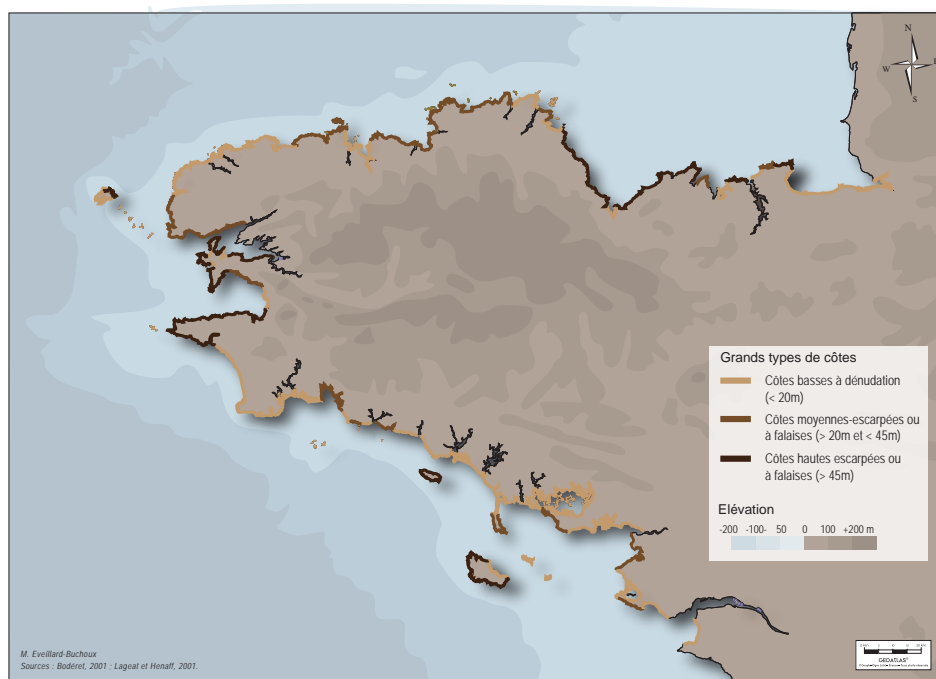 N
W
S
Grands types de côtes
Côtes basses à dénudation
(< 20m)
Côtes moyennes-escarpées ou
à falaises (> 20m et < 45m)
Côtes hautes escarpées ou
à falaises (> 45m)
Elévation
-200 -100- 50 0 100 +200 m
M. Eveillard-Buchoux
Sources : Bodéret, 2001 ; Lageat et Henaff, 2001.
GEOATLAS